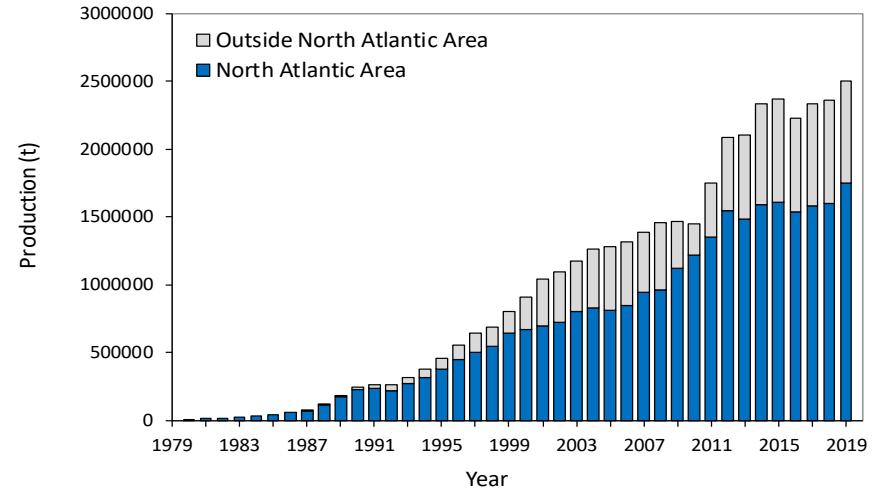 3000000
Outside North Atlantic Area
North Atlantic Area
2500000
2000000
1500000
1000000
500000
0
Production (t)
1979 1983 1987 1991 1995 1999 2003 2007 2011 2015 2019
Year